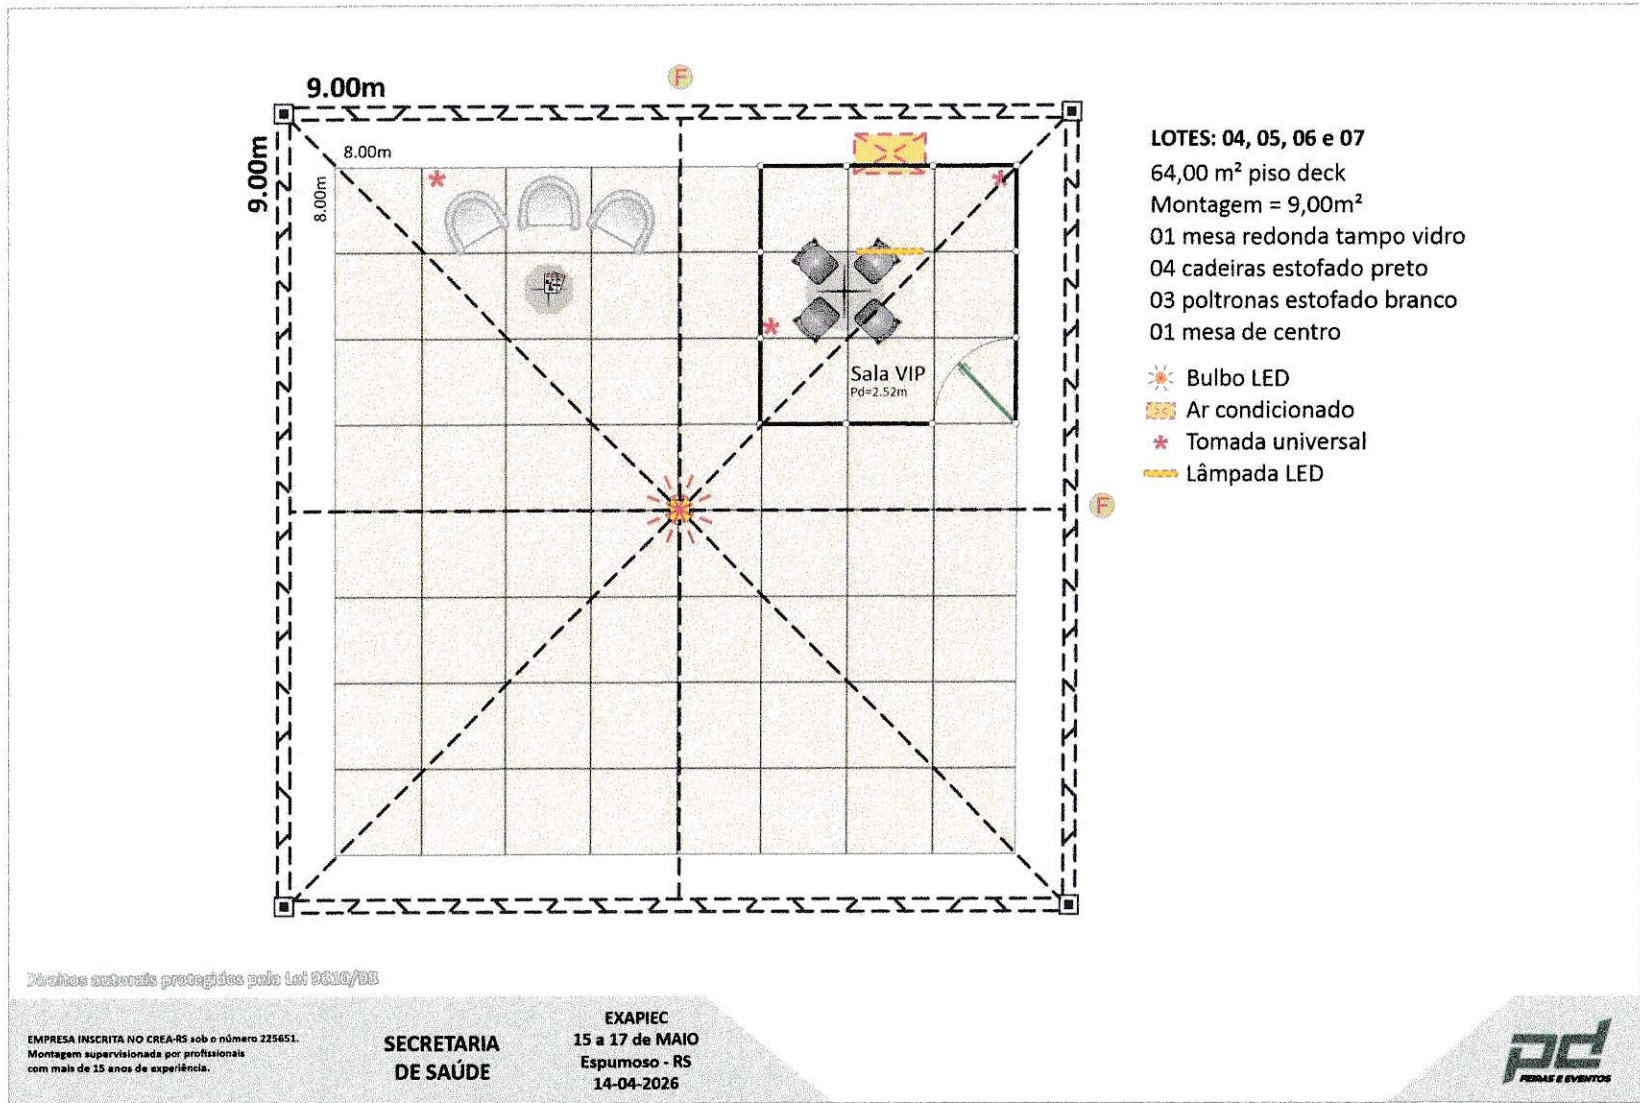 F
9.00m
9.00m
8.00m
8.00m
Sala VIP
Pd=2.52m
F
LOTES: 04, 05, 06 e 07
64,00 m² piso deck
Montagem = 9,00m²
01 mesa redonda tampo vidro
04 cadeiras estofado preto
03 poltronas estofado branco
01 mesa de centro
Bulbo LED
Ar condicionado
Tomada universal
Lâmpada LED
Direitos autorais protegidos pela Lei 9610/98
EMPRESA INSCRITA NO CREA-RS sob o número 225651.
Montagem supervisionada por profissionais
com mais de 15 anos de experiência.
SECRETARIA
DE SAÚDE
EXAPIEC
15 a 17 de MAIO
Espumoso - RS
14-04-2026
pd
FEIRAS E EVENTOS